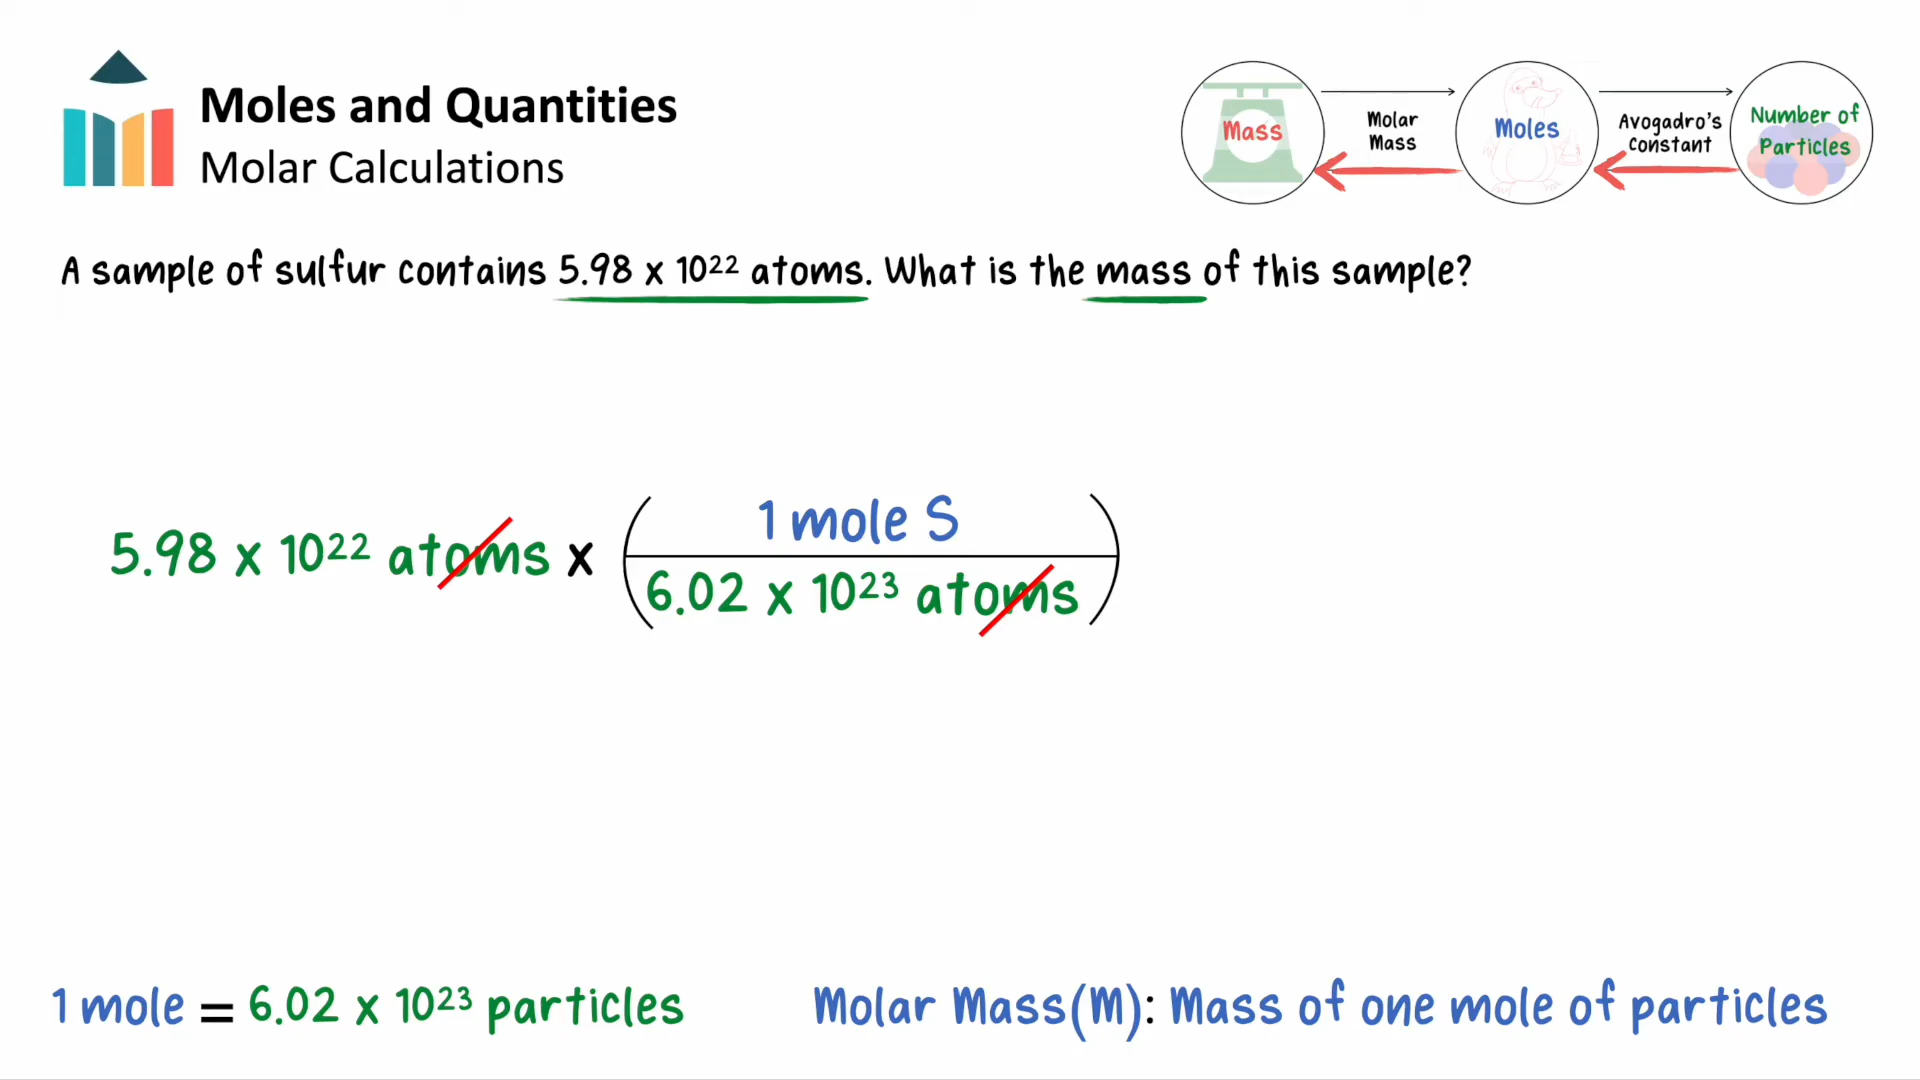 Moles and Quantities
Molar Calculations
Mass
Molar
Mass
Moles
Avogadro's
Constant
Number of
Particles
A sample of sulfur contains 5.98 x 10²² atoms. What is the mass of this sample?
5.98 x 10²² atoms x
1 mole S
6.02 x 10²³ atoms
1 mole = 6.02 x 10²³ particles
Molar Mass(M): Mass of one mole of particles